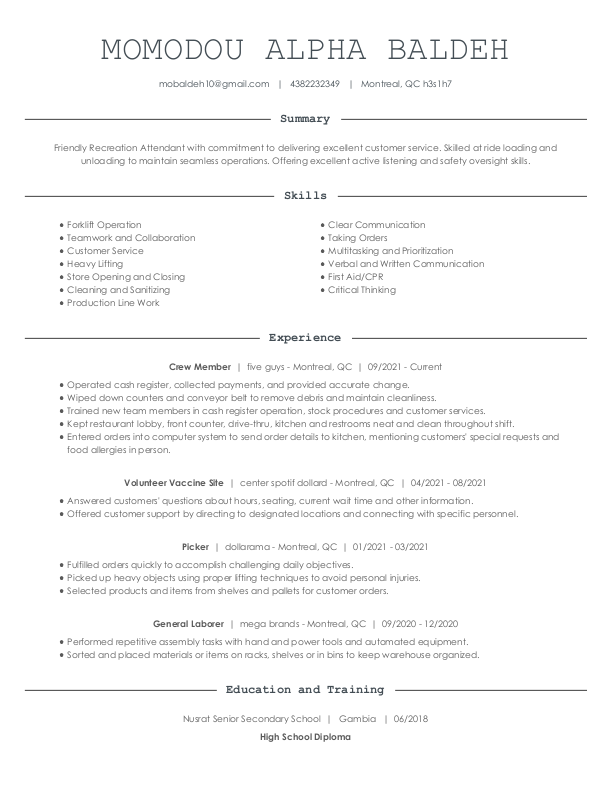 MOMODOU ALPHA BALDEH
mobaldeh10@gmail.com | 4382232349 | Montreal, QC h3s1h7
Summary
Friendly Recreation Attendant with commitment to delivering excellent customer service. Skilled at ride loading and
unloading to maintain seamless operations. Offering excellent active listening and safety oversight skills.
Skills
• Forklift Operation
• Teamwork and Collaboration
• Customer Service
• Heavy Lifting
• Store Opening and Closing
• Cleaning and Sanitizing
• Production Line Work
• Clear Communication
• Taking Orders
• Multitasking and Prioritization
• Verbal and Written Communication
• First Aid/CPR
• Critical Thinking
Experience
Crew Member | five guys - Montreal, QC | 09/2021 - Current
• Operated cash register, collected payments, and provided accurate change.
• Wiped down counters and conveyor belt to remove debris and maintain cleanliness.
• Trained new team members in cash register operation, stock procedures and customer services.
• Kept restaurant lobby, front counter, drive-thru, kitchen and restrooms neat and clean throughout shift.
• Entered orders into computer system to send order details to kitchen, mentioning customers' special requests and
food allergies in person.
Volunteer Vaccine Site | center spotif dollard - Montreal, QC | 04/2021 - 08/2021
• Answered customers' questions about hours, seating, current wait time and other information.
• Offered customer support by directing to designated locations and connecting with specific personnel.
Picker | dollarama - Montreal, QC | 01/2021 - 03/2021
• Fulfilled orders quickly to accomplish challenging daily objectives.
• Picked up heavy objects using proper lifting techniques to avoid personal injuries.
• Selected products and items from shelves and pallets for customer orders.
General Laborer | mega brands - Montreal, QC | 09/2020 - 12/2020
• Performed repetitive assembly tasks with hand and power tools and automated equipment.
• Sorted and placed materials or items on racks, shelves or in bins to keep warehouse organized.
Education and Training
Nusrat Senior Secondary School | Gambia | 06/2018
High School Diploma